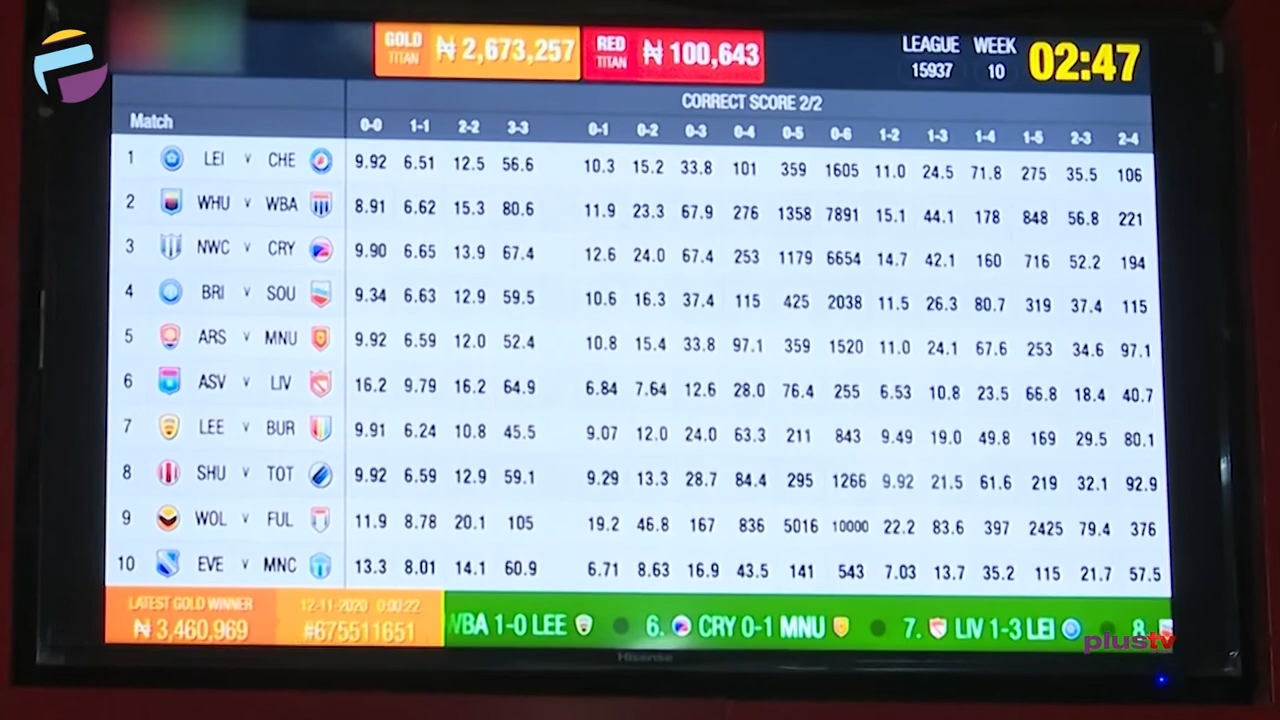 GOLD TITAN ₦ 2,673,257 RED TITAN ₦ 100,643 LEAGUE 15937 WEEK 10 02:47
CORRECT SCORE 2/2
Match 0-0 1-1 2-2 3-3 0-1 0-2 0-3 0-4 0-5 0-6 1-2 1-3 1-4 1-5 2-3 2-4
1 LEI v CHE 9.92 6.51 12.5 56.6 10.3 15.2 33.8 101 359 1605 11.0 24.5 71.8 275 35.5 106
2 WHU v WBA 8.91 6.62 15.3 80.6 11.9 23.3 67.9 276 1358 7891 15.1 44.1 178 848 56.8 221
3 NWC v CRY 9.90 6.65 13.9 67.4 12.6 24.0 67.4 253 1179 6654 14.7 42.1 160 716 52.2 194
4 BRI v SOU 9.34 6.63 12.9 59.5 10.6 16.3 37.4 115 425 2038 11.5 26.3 80.7 319 37.4 115
5 ARS v MNU 9.92 6.59 12.0 52.4 10.8 15.4 33.8 97.1 359 1520 11.0 24.1 67.6 253 34.6 97.1
6 ASV v LIV 16.2 9.79 16.2 64.9 6.84 7.64 12.6 28.0 76.4 255 6.53 10.8 23.5 66.8 18.4 40.7
7 LEE v BUR 9.91 6.24 10.8 45.5 9.07 12.0 24.0 63.3 211 843 9.49 19.0 49.8 169 29.5 80.1
8 SHU v TOT 9.92 6.59 12.9 59.1 9.29 13.3 28.7 84.4 295 1266 9.92 21.5 61.6 219 32.1 92.9
9 WOL v FUL 11.9 8.78 20.1 105 19.2 46.8 167 836 5016 10000 22.2 83.6 397 2425 79.4 376
10 EVE v MNC 13.3 8.01 14.1 60.9 6.71 8.63 16.9 43.5 141 543 7.03 13.7 35.2 115 21.7 57.5
LATEST GOLD WINNER 12-11-2020 0:00:22
₦ 3,460,969 #675511651 WBA 1-0 LEE 6. CRY 0-1 MNU 7. LIV 1-3 LEI 8.
plustv
Hisense